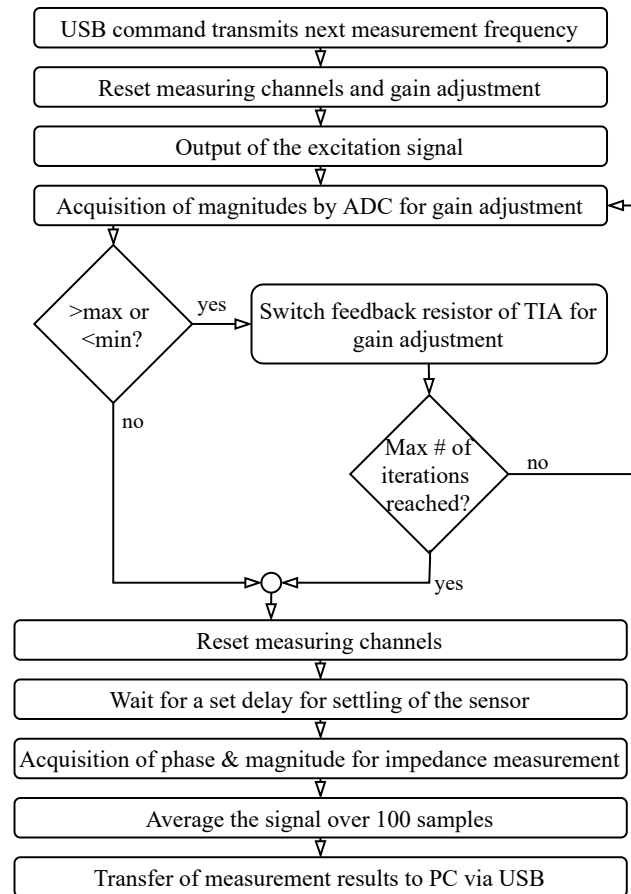 USB command transmits next measurement frequency
Reset measuring channels and gain adjustment
Output of the excitation signal
Acquisition of magnitudes by ADC for gain adjustment
>max or
<min?
yes
Switch feedback resistor of TIA for
gain adjustment
no
Max # of
iterations
reached?
no
yes
Reset measuring channels
Wait for a set delay for settling of the sensor
Acquisition of phase & magnitude for impedance measurement
Average the signal over 100 samples
Transfer of measurement results to PC via USB